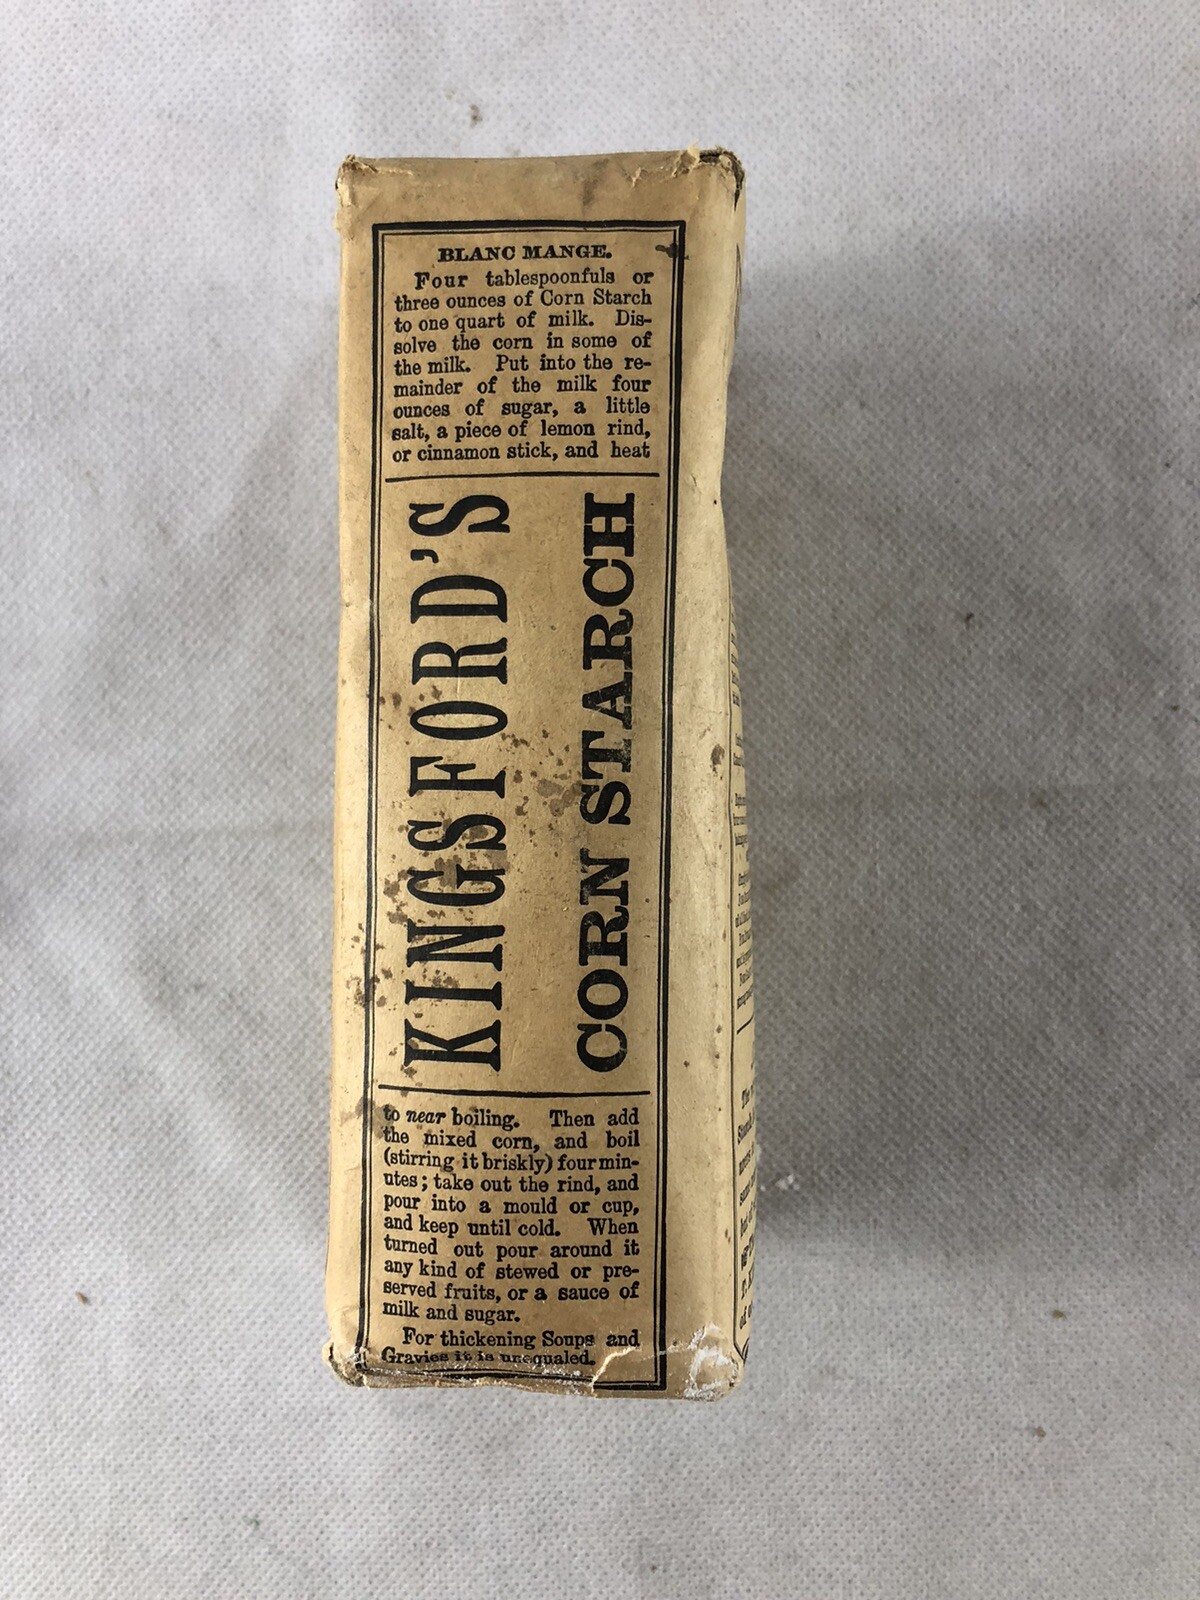 BLANC MANGE.
Four tablespoonfuls or
three ounces of Corn Starch
to one quart of milk. Dis-
solve the corn in some of
the milk. Put into the re-
mainder of the milk four
ounces of sugar, a little
salt, a piece of lemon rind,
or cinnamon stick, and heat
KINGSFORD'S
CORN STARCH
to near boiling. Then add
the mixed corn, and boil
(stirring it briskly) four min-
utes; take out the rind, and
pour into a mould or cup,
and keep until cold. When
turned out pour around it
any kind of stewed or pre-
served fruits, or a sauce of
milk and sugar.
For thickening Soups and
Gravies it is unequaled.